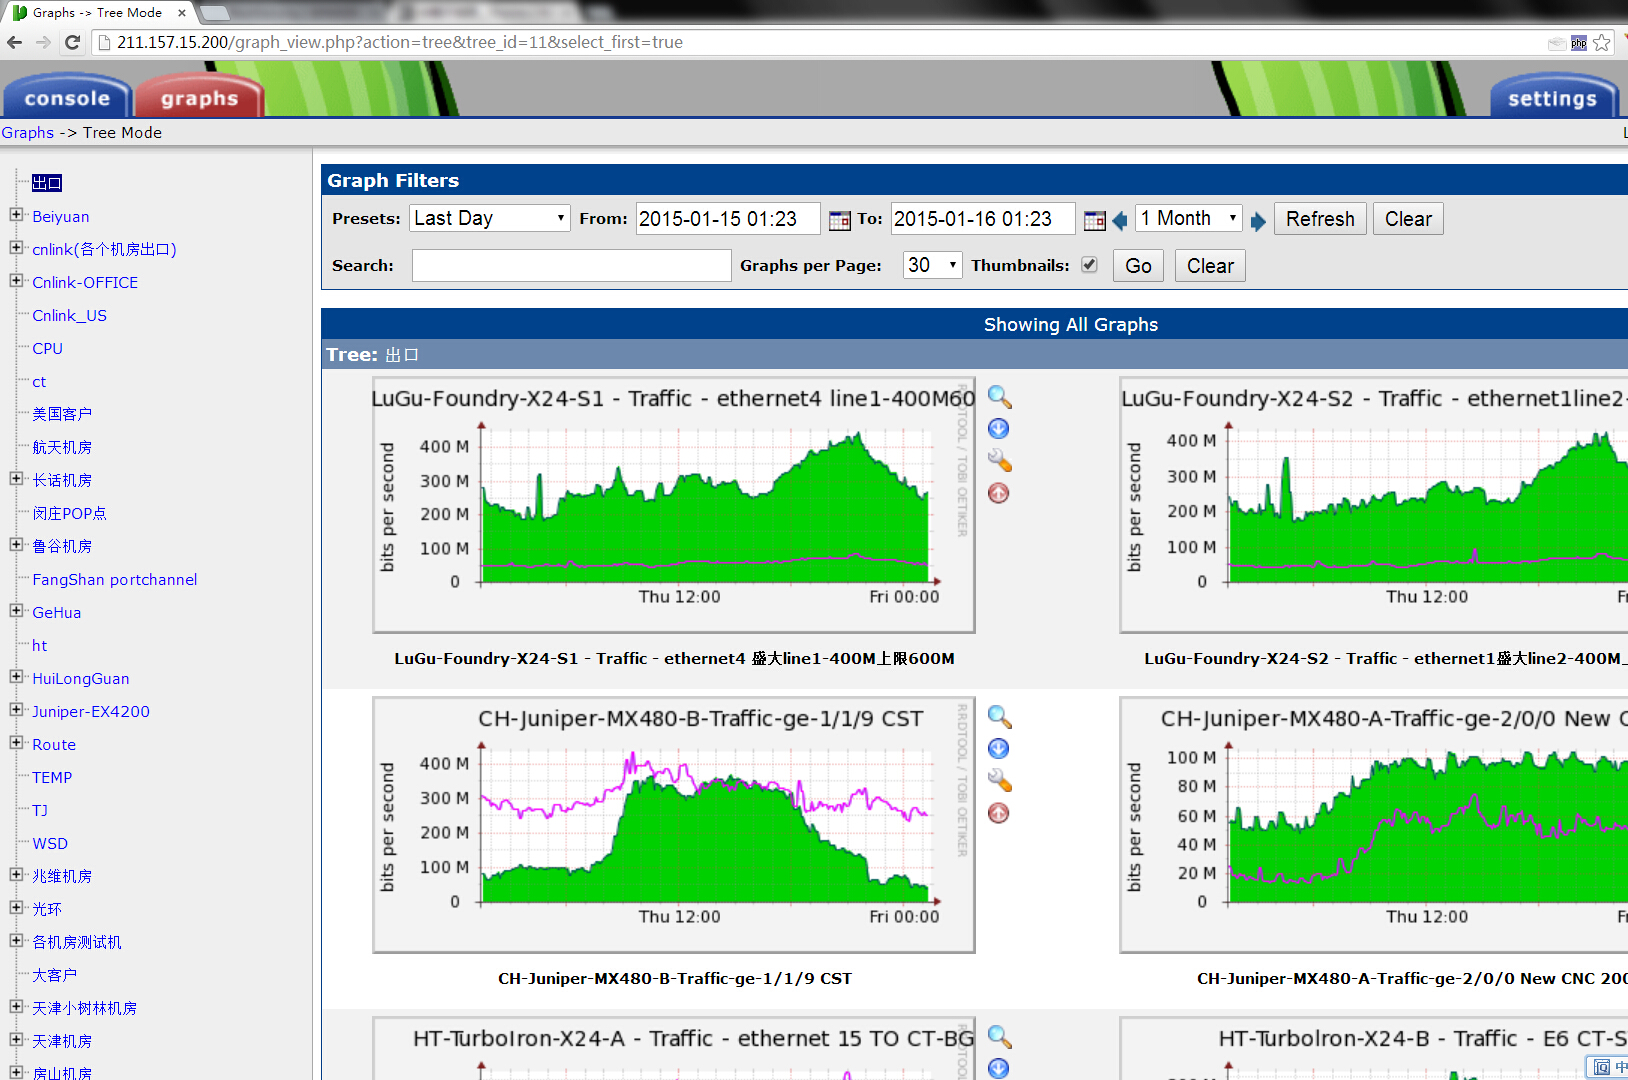 Graphs -> Tree Mode
211.157.15.200/graph_view.php?action=tree&tree_id=11&select_first=true
php
console
graphs
settings
Graphs -> Tree Mode
出口
Beiyuan
cnlink(各个机房出口)
Cnlink-OFFICE
Cnlink_US
CPU
ct
美国客户
航天机房
长话机房
闵庄POP点
鲁谷机房
FangShan portchannel
GeHua
ht
HuiLongGuan
Juniper-EX4200
Route
TEMP
TJ
WSD
兆维机房
光环
各机房测试机
大客户
天津小树林机房
天津机房
房山机房
Graph Filters
Presets: Last Day From: 2015-01-15 01:23 To: 2015-01-16 01:23 1 Month Refresh Clear
Search: Graphs per Page: 30 Thumbnails: Go Clear
Showing All Graphs
Tree: 出口
LuGu-Foundry-X24-S1 - Traffic - ethernet4 line1-400M60
RRDTOOL / TOBI OETIKER
bits per second
400 M
300 M
200 M
100 M
0
Thu 12:00 Fri 00:00
LuGu-Foundry-X24-S1 - Traffic - ethernet4 盛大line1-400M上限600M
LuGu-Foundry-X24-S2 - Traffic - ethernet1line2-
bits per second
400 M
300 M
200 M
100 M
0
Thu 12:00
LuGu-Foundry-X24-S2 - Traffic - ethernet1盛大line2-400M
CH-Juniper-MX480-B-Traffic-ge-1/1/9 CST
RRDTOOL / TOBI OETIKER
bits per second
400 M
300 M
200 M
100 M
0
Thu 12:00 Fri 00:00
CH-Juniper-MX480-B-Traffic-ge-1/1/9 CST
CH-Juniper-MX480-A-Traffic-ge-2/0/0 New
bits per second
100 M
80 M
60 M
40 M
20 M
0
Thu 12:00
CH-Juniper-MX480-A-Traffic-ge-2/0/0 New CNC 200
HT-TurboIron-X24-A - Traffic - ethernet 15 TO CT-BG
HT-TurboIron-X24-B - Traffic - E6 CT-S
中